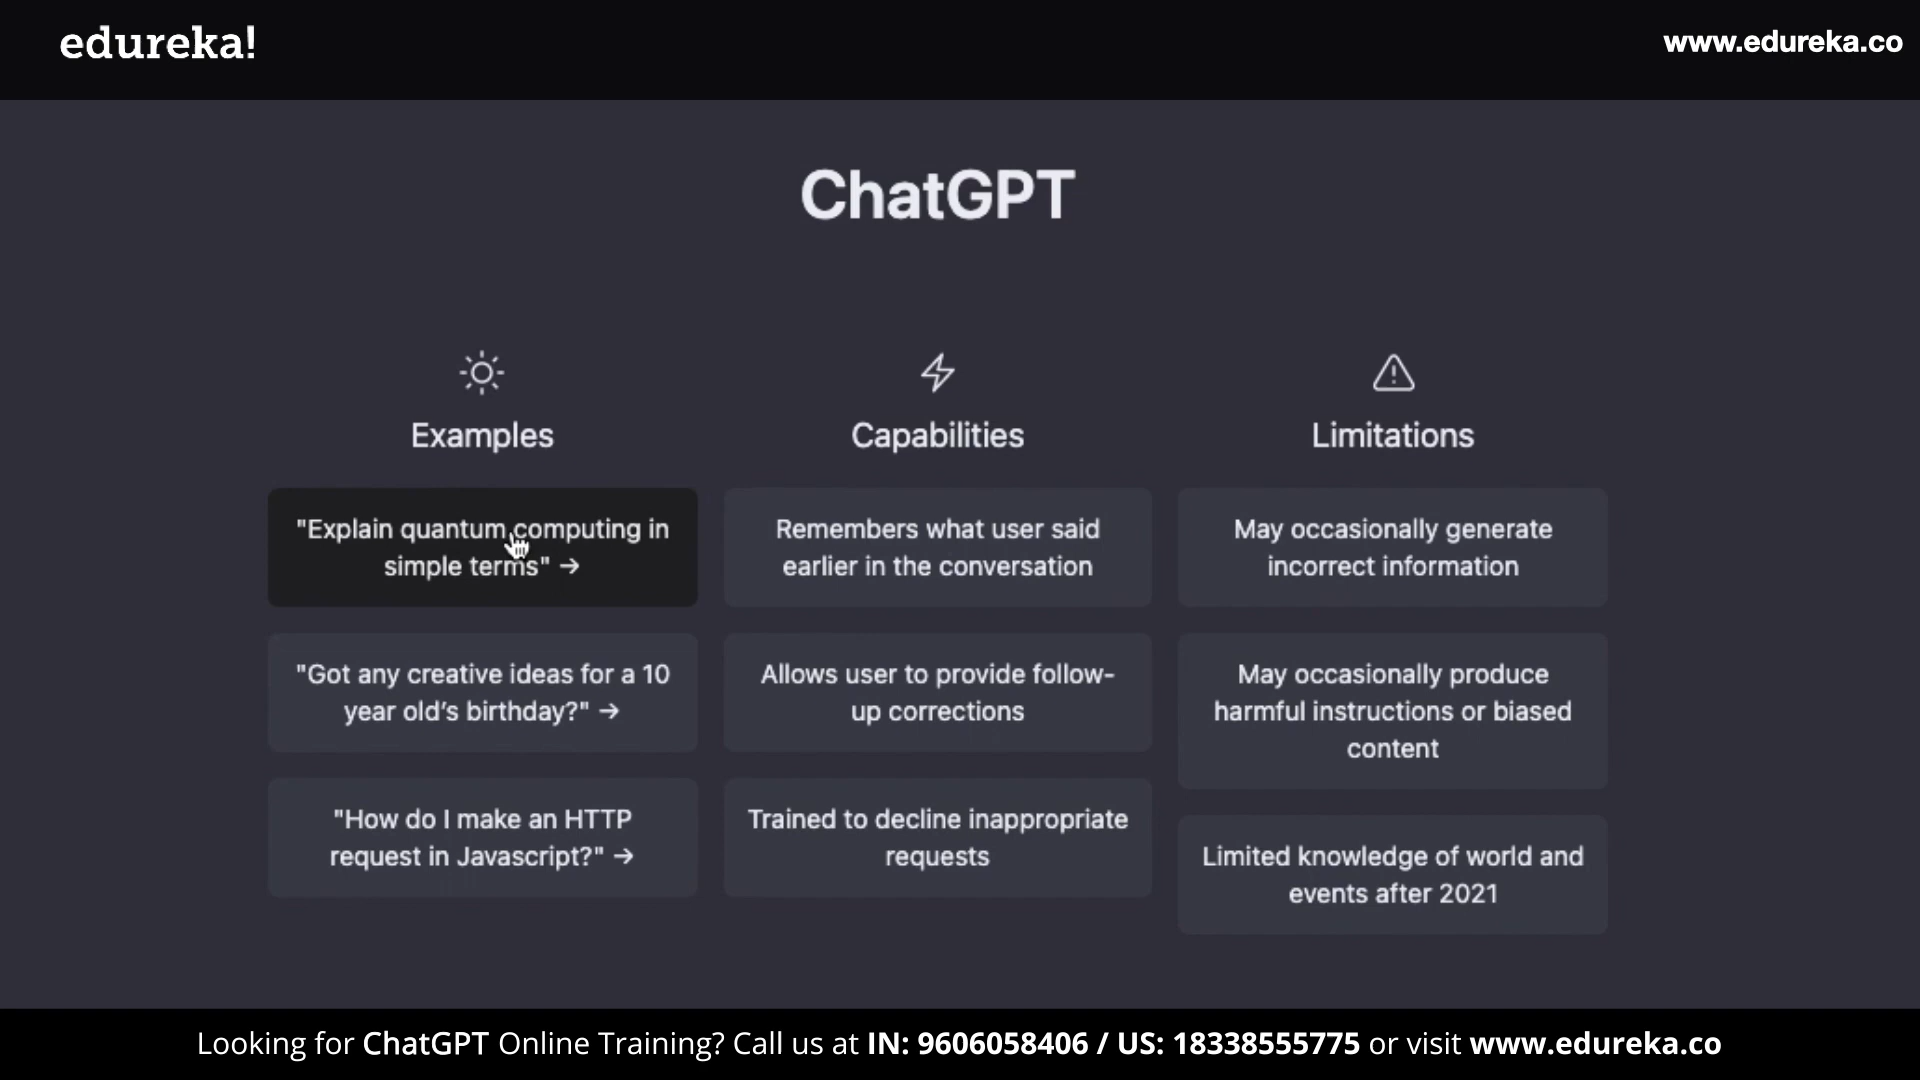 edureka!
www.edureka.co
ChatGPT
Examples
Capabilities
Limitations
"Explain quantum computing in
simple terms" →
Remembers what user said
earlier in the conversation
May occasionally generate
incorrect information
"Got any creative ideas for a 10
year old’s birthday?" →
Allows user to provide follow-
up corrections
May occasionally produce
harmful instructions or biased
content
"How do I make an HTTP
request in Javascript?" →
Trained to decline inappropriate
requests
Limited knowledge of world and
events after 2021
Looking for ChatGPT Online Training? Call us at IN: 9606058406 / US: 18338555775 or visit www.edureka.co